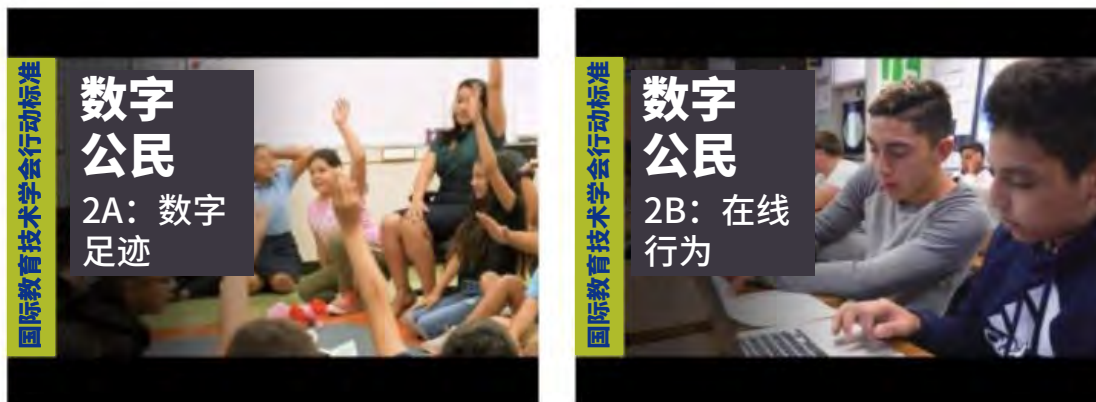 国际教育技术学会行动标准
数字
公民
2A：数字
足迹
国际教育技术学会行动标准
数字
公民
2B：在线
行为